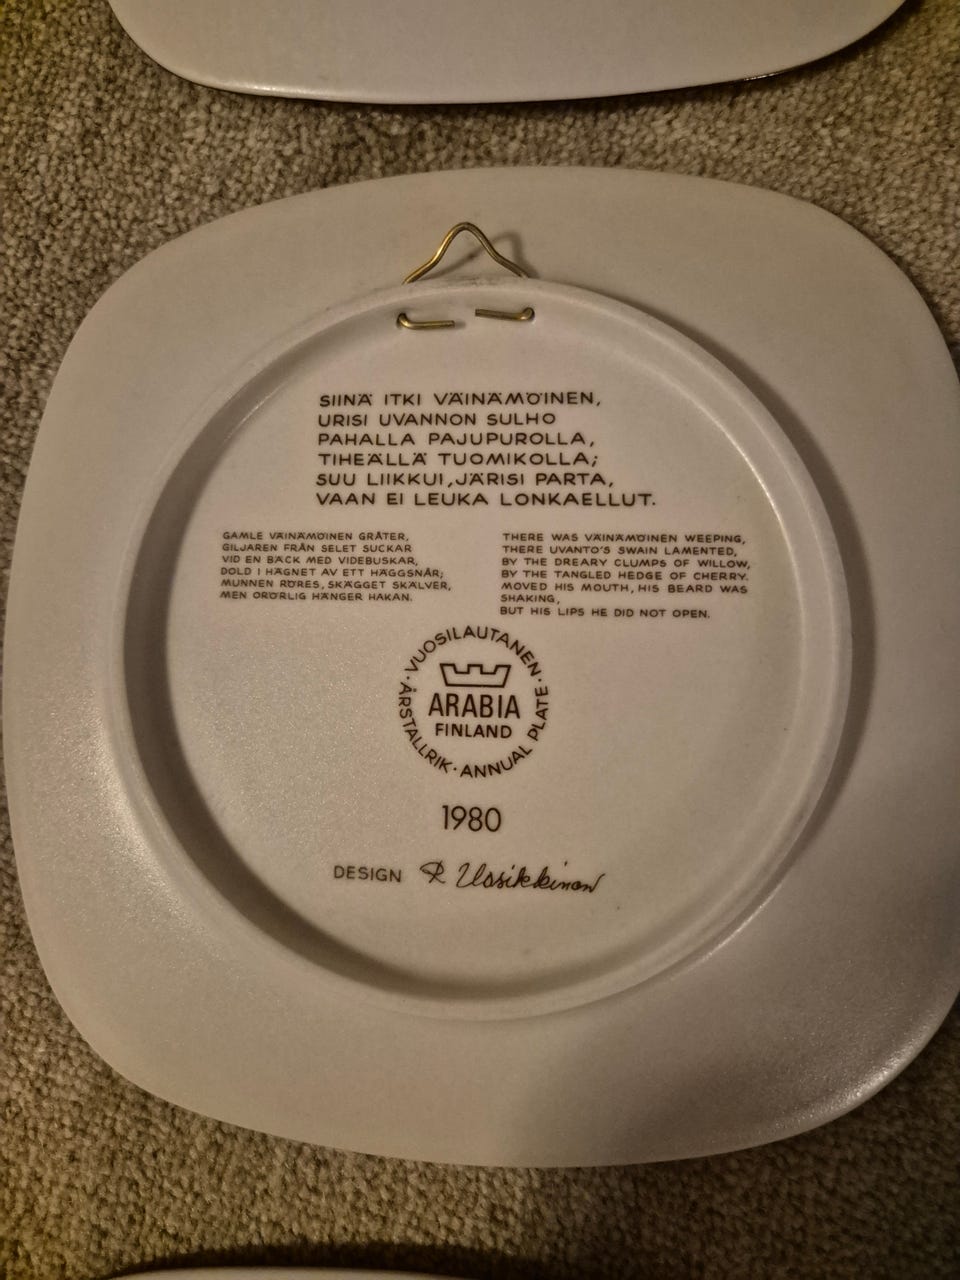 SIINÄ ITKI VÄINÄMÖINEN,
URISI UVANNON SULHO
PAHALLA PAJUPUROLLA,
TIHEÄLLÄ TUOMIKOLLA;
SUU LIIKKUI, JÄRISI PARTA,
VAAN EI LEUKA LONKAELLUT.
GAMLE VÄINÄMÖINEN GRÅTER,
GILJAREN FRÅN SELET SUCKAR
VID EN BÄCK MED VIDEBUSKAR,
DOLD I HÄGNET AV ETT HÄGGSNÅR;
MUNNEN RÖRES, SKÄGGET SKÄLVER,
MEN ORÖRLIG HÄNGER HAKAN.
THERE WAS VÄINÄMÖINEN WEEPING,
THERE UVANTO'S SWAIN LAMENTED,
BY THE DREARY CLUMPS OF WILLOW,
BY THE TANGLED HEDGE OF CHERRY.
MOVED HIS MOUTH, HIS BEARD WAS
SHAKING,
BUT HIS LIPS HE DID NOT OPEN.
· VUOSILAUTANEN · ANNUAL PLATE · ÅRSTALLRIK
ARABIA
FINLAND
1980
DESIGN R Uosikkinen